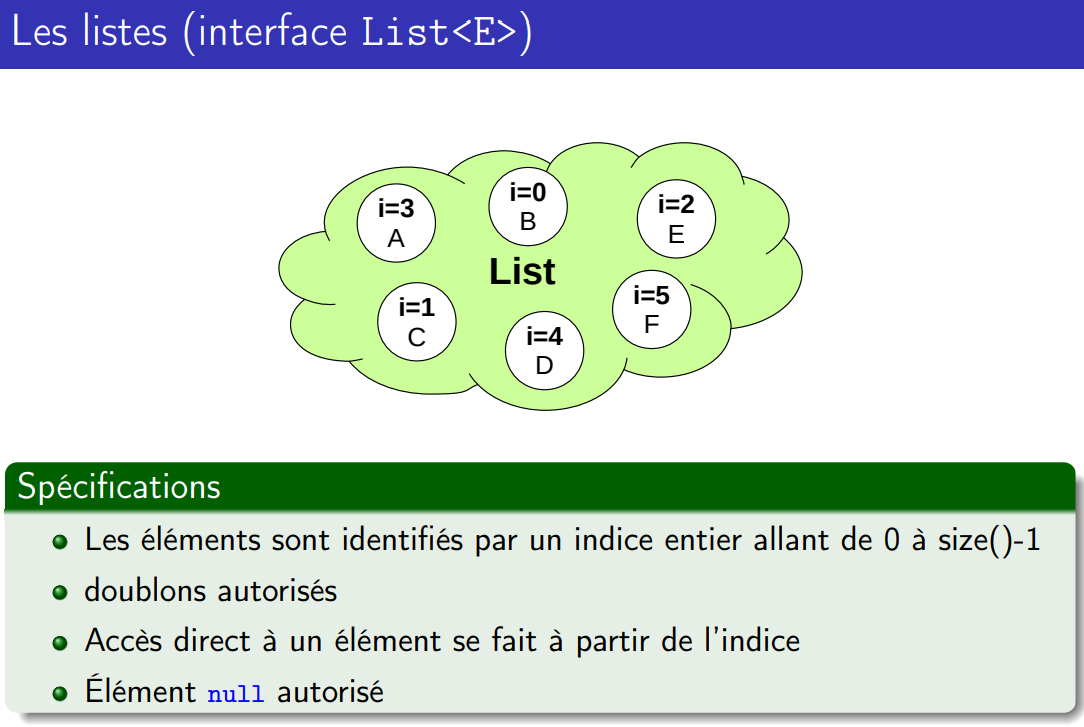 Les listes (interface List<E>)
i=3
A
i=0
B
i=2
E
List
i=1
C
i=4
D
i=5
F
Spécifications
Les éléments sont identifiés par un indice entier allant de 0 à size()-1
doublons autorisés
Accès direct à un élément se fait à partir de l'indice
Élément null autorisé